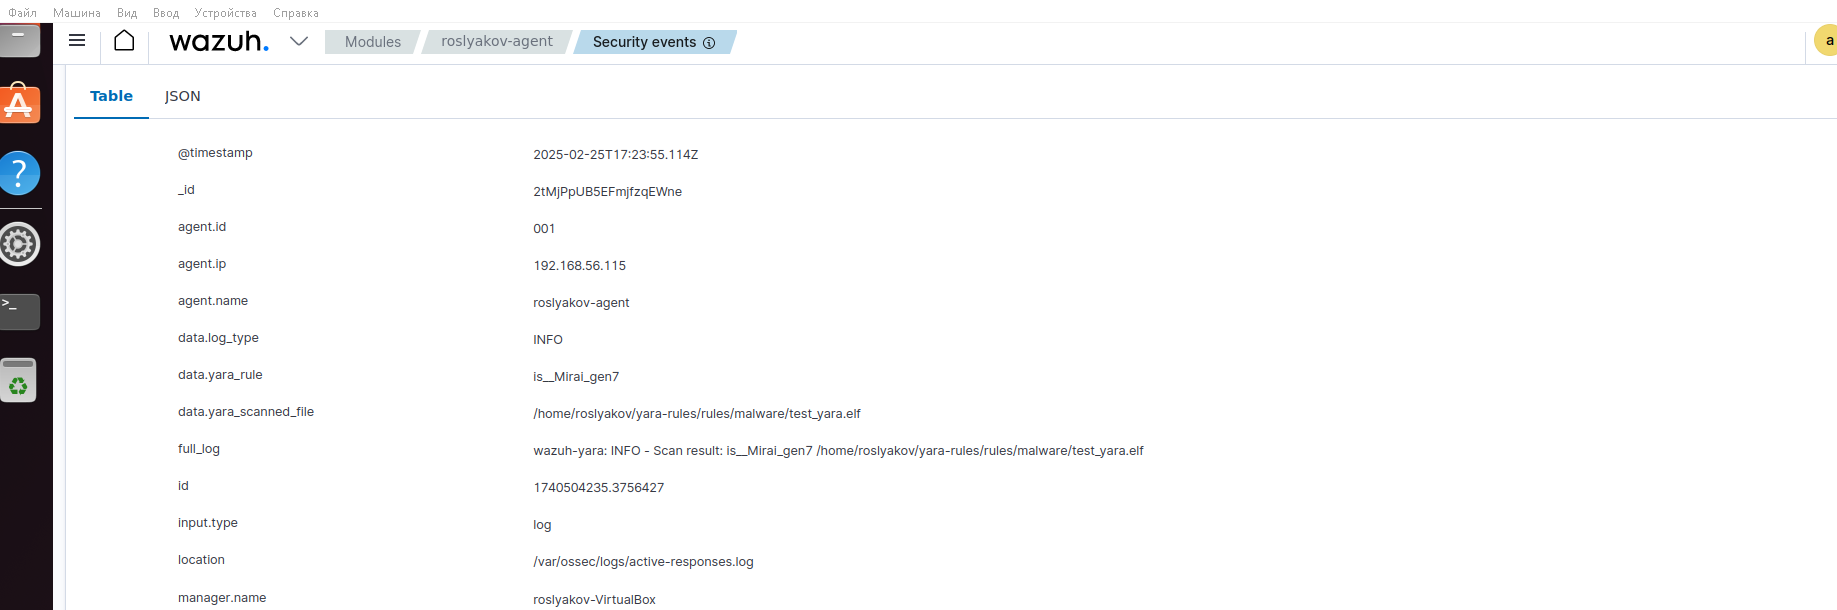 Файл Машина Вид Ввод Устройства Справка
wazuh. Modules roslyakov-agent Security events
a
Table JSON
@timestamp 2025-02-25T17:23:55.114Z
_id 2tMjPpUB5EFmjfzqEWne
agent.id 001
agent.ip 192.168.56.115
agent.name roslyakov-agent
data.log_type INFO
data.yara_rule is__Mirai_gen7
data.yara_scanned_file /home/roslyakov/yara-rules/rules/malware/test_yara.elf
full_log wazuh-yara: INFO - Scan result: is__Mirai_gen7 /home/roslyakov/yara-rules/rules/malware/test_yara.elf
id 1740504235.3756427
input.type log
location /var/ossec/logs/active-responses.log
manager.name roslyakov-VirtualBox